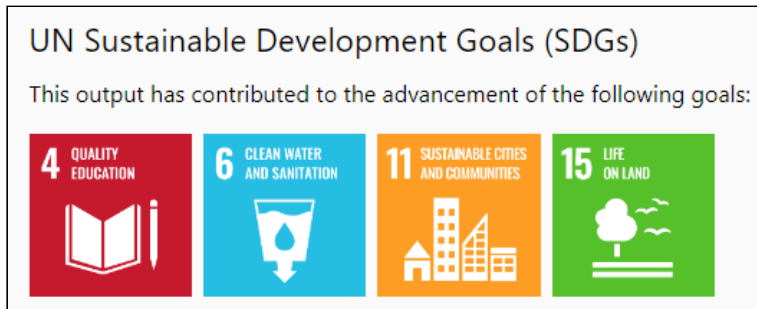 UN Sustainable Development Goals (SDGs)
This output has contributed to the advancement of the following goals:
4 QUALITY
EDUCATION
6 CLEAN WATER
AND SANITATION
11 SUSTAINABLE CITIES
AND COMMUNITIES
15 LIFE
ON LAND